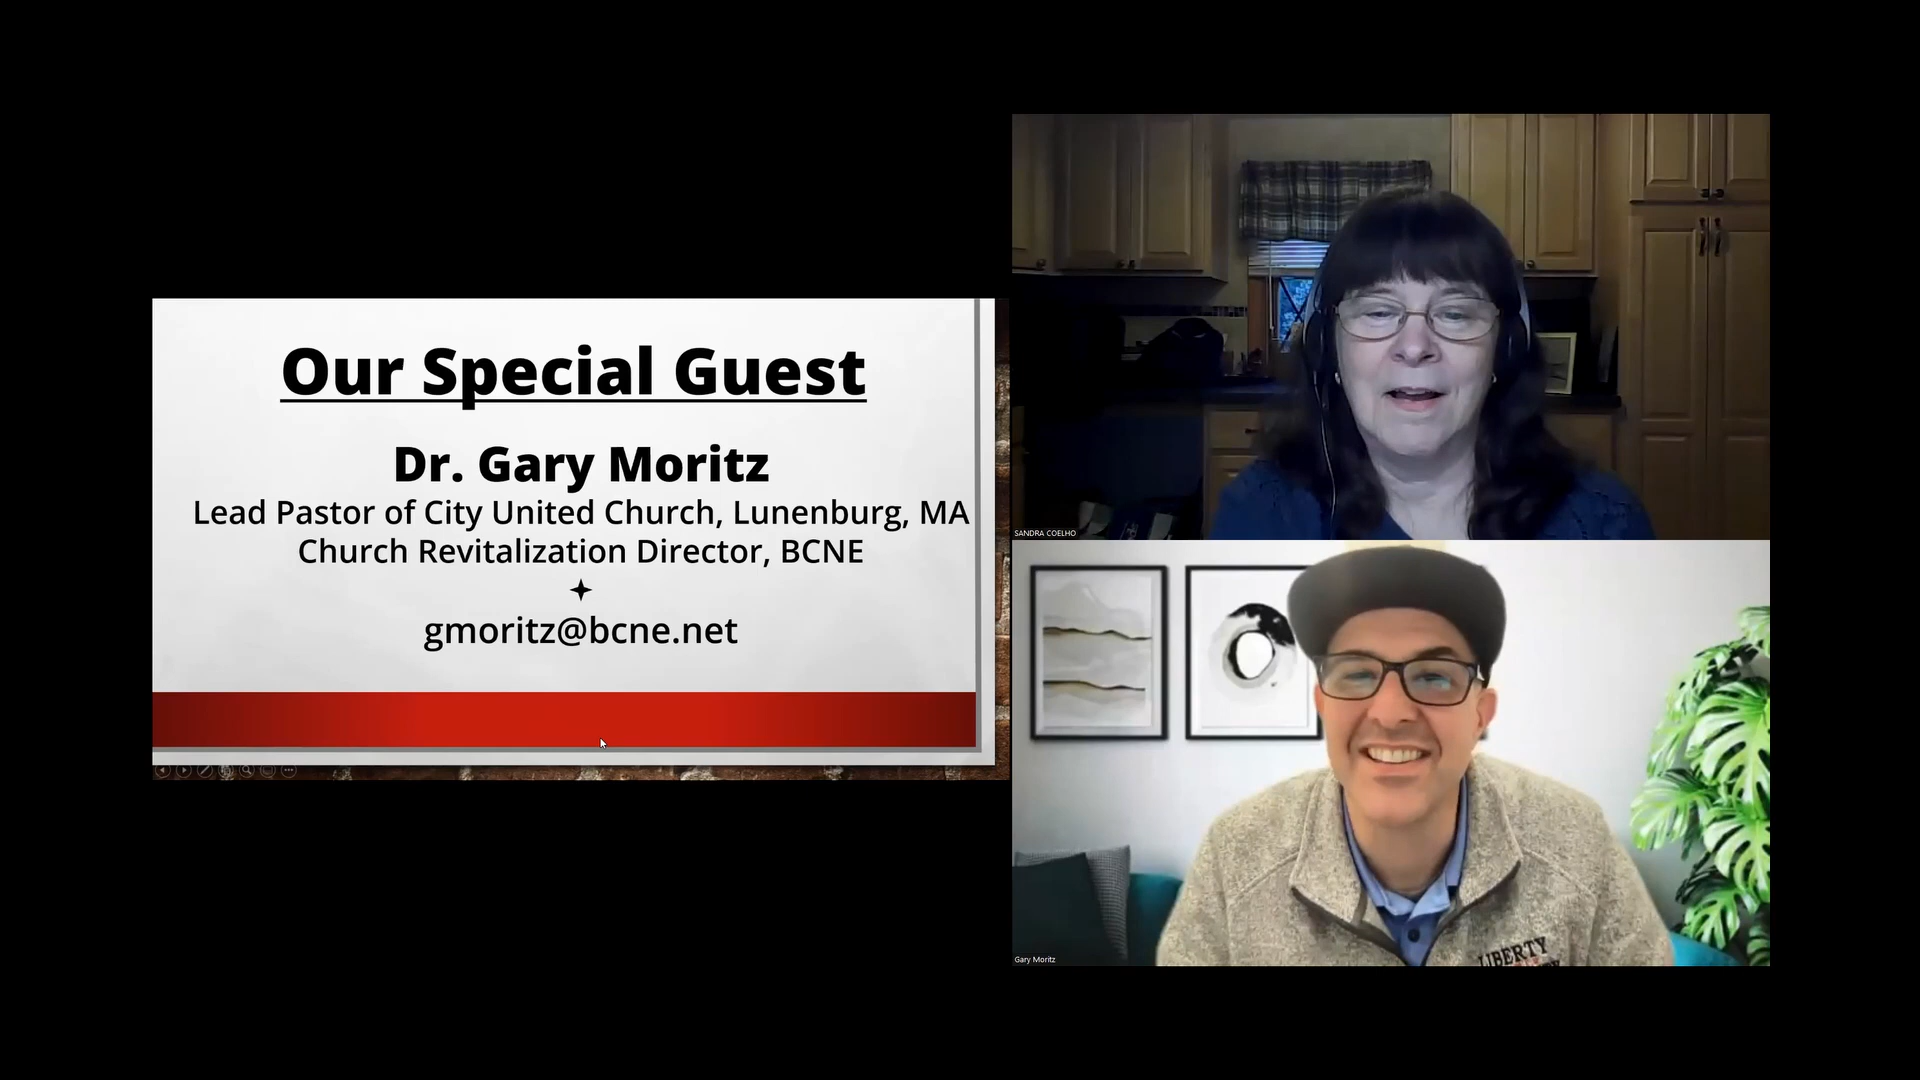 Our Special Guest
Dr. Gary Moritz
Lead Pastor of City United Church, Lunenburg, MA
Church Revitalization Director, BCNE
gmoritz@bcne.net
SANDRA COELHO
Gary Moritz
LIBERTY